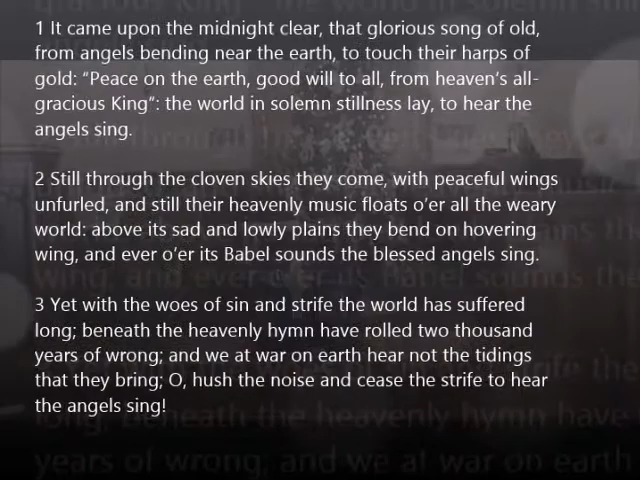 1 It came upon the midnight clear, that glorious song of old,
from angels bending near the earth, to touch their harps of
gold: “Peace on the earth, good will to all, from heaven’s all-
gracious King”: the world in solemn stillness lay, to hear the
angels sing.
2 Still through the cloven skies they come, with peaceful wings
unfurled, and still their heavenly music floats o’er all the weary
world: above its sad and lowly plains they bend on hovering
wing, and ever o’er its Babel sounds the blessed angels sing.
3 Yet with the woes of sin and strife the world has suffered
long; beneath the heavenly hymn have rolled two thousand
years of wrong; and we at war on earth hear not the tidings
that they bring; O, hush the noise and cease the strife to hear
the angels sing!